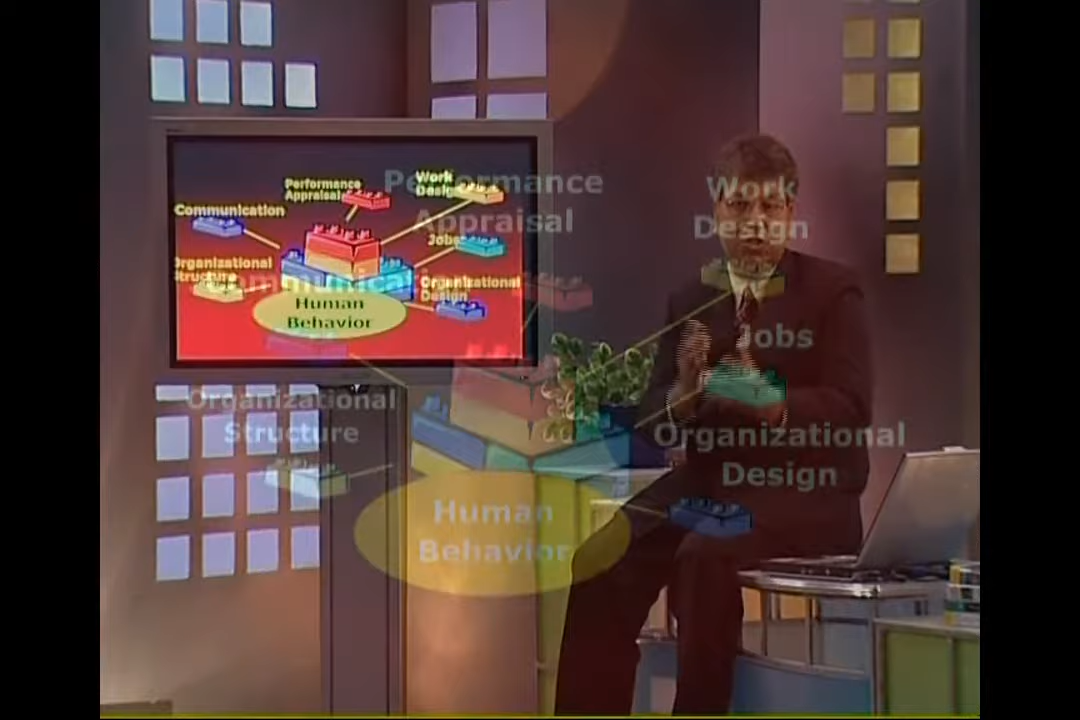 Performance
Appraisal
Work
Design
Communication
Jobs
Organizational
Structure
Organizational
Design
Human
Behavior
Performance
Appraisal
Work
Design
Communication
Jobs
Organizational
Structure
Organizational
Design
Human
Behavior